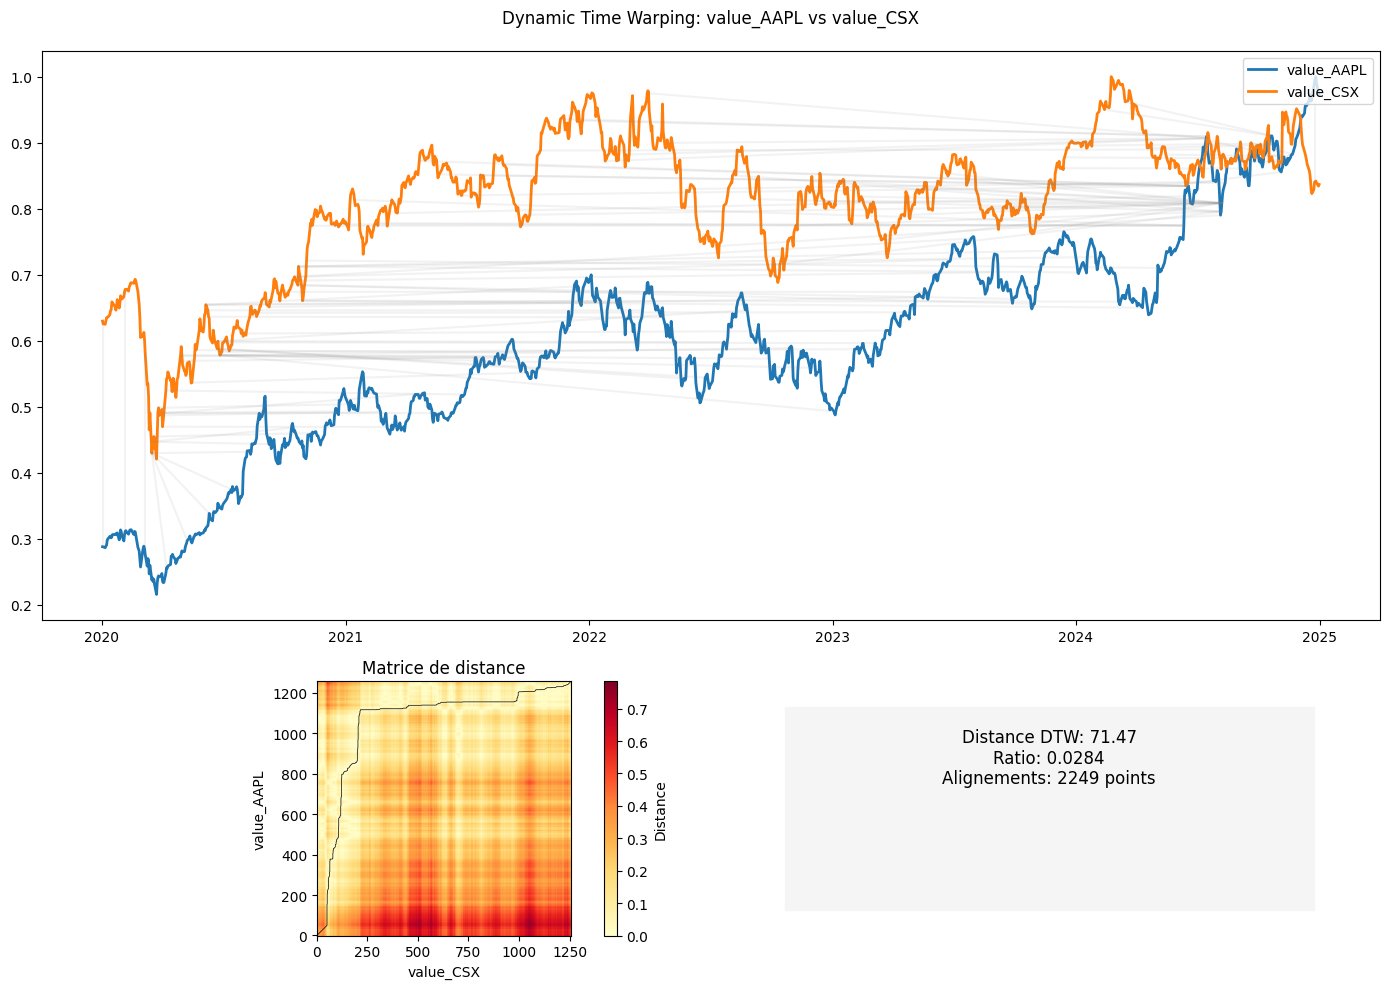 Dynamic Time Warping: value_AAPL vs value_CSX
value_AAPL
value_CSX
1.0
0.9
0.8
0.7
0.6
0.5
0.4
0.3
0.2
2020 2021 2022 2023 2024 2025
Matrice de distance
value_AAPL
1200
1000
800
600
400
200
0
0 250 500 750 1000 1250
value_CSX
0.7
0.6
0.5
0.4
0.3
0.2
0.1
0.0
Distance
Distance DTW: 71.47
Ratio: 0.0284
Alignements: 2249 points